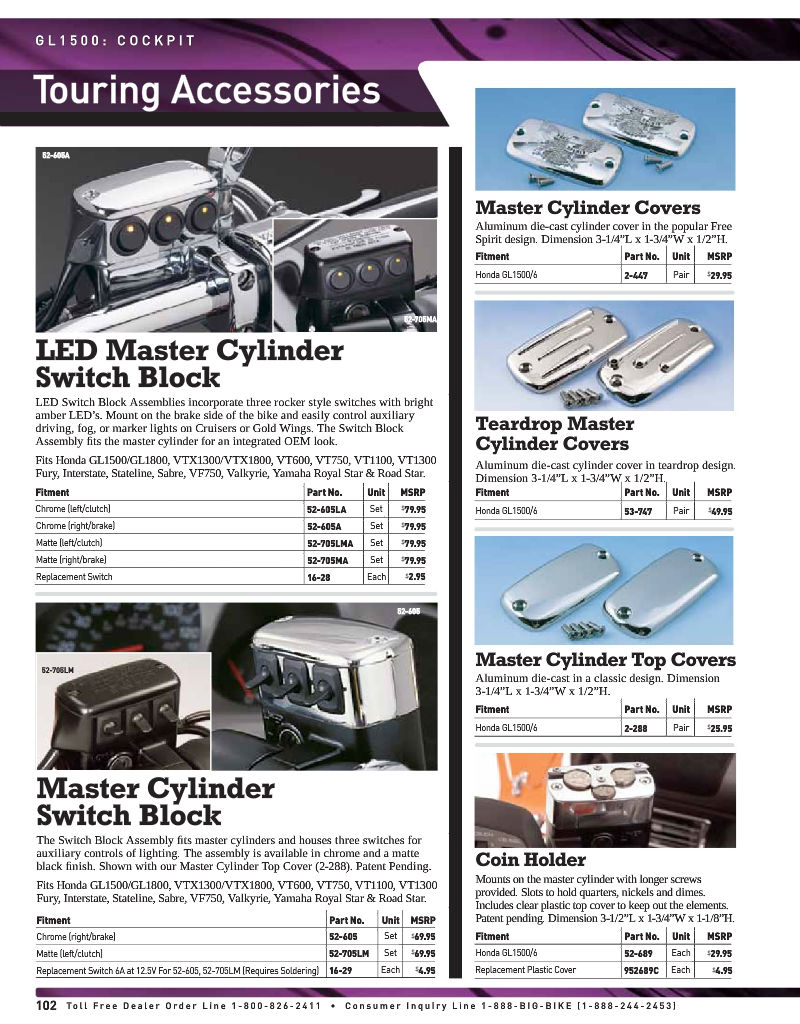 GL1500: COCKPIT
Touring Accessories
52-605A
52-705MA
LED Master Cylinder
Switch Block
LED Switch Block Assemblies incorporate three rocker style switches with bright
amber LED's. Mount on the brake side of the bike and easily control auxiliary
driving, fog, or marker lights on Cruisers or Gold Wings. The Switch Block
Assembly fits the master cylinder for an integrated OEM look.
Fits Honda GL1500/GL1800, VTX1300/VTX1800, VT600, VT750, VT1100, VT1300
Fury, Interstate, Stateline, Sabre, VF750, Valkyrie, Yamaha Royal Star & Road Star.
Fitment Part No. Unit MSRP
Chrome (left/clutch) 52-605LA Set $79.95
Chrome (right/brake) 52-605A Set $79.95
Matte (left/clutch) 52-705LMA Set $79.95
Matte (right/brake) 52-705MA Set $79.95
Replacement Switch 16-28 Each $2.95
52-605
52-705LM
Master Cylinder
Switch Block
The Switch Block Assembly fits master cylinders and houses three switches for
auxiliary controls of lighting. The assembly is available in chrome and a matte
black finish. Shown with our Master Cylinder Top Cover (2-288). Patent Pending.
Fits Honda GL1500/GL1800, VTX1300/VTX1800, VT600, VT750, VT1100, VT1300
Fury, Interstate, Stateline, Sabre, VF750, Valkyrie, Yamaha Royal Star & Road Star.
Fitment Part No. Unit MSRP
Chrome (right/brake) 52-605 Set $69.95
Matte (left/clutch) 52-705LM Set $69.95
Replacement Switch 6A at 12.5V For 52-605, 52-705LM (Requires Soldering) 16-29 Each $4.95
Master Cylinder Covers
Aluminum die-cast cylinder cover in the popular Free
Spirit design. Dimension 3-1/4"L x 1-3/4"W x 1/2"H.
Fitment Part No. Unit MSRP
Honda GL1500/6 2-447 Pair $29.95
Teardrop Master
Cylinder Covers
Aluminum die-cast cylinder cover in teardrop design.
Dimension 3-1/4"L x 1-3/4"W x 1/2"H.
Fitment Part No. Unit MSRP
Honda GL1500/6 53-747 Pair $49.95
Master Cylinder Top Covers
Aluminum die-cast in a classic design. Dimension
3-1/4"L x 1-3/4"W x 1/2"H.
Fitment Part No. Unit MSRP
Honda GL1500/6 2-288 Pair $25.95
Coin Holder
Mounts on the master cylinder with longer screws
provided. Slots to hold quarters, nickels and dimes.
Includes clear plastic top cover to keep out the elements.
Patent pending. Dimension 3-1/2"L x 1-3/4"W x 1-1/8"H.
Fitment Part No. Unit MSRP
Honda GL1500/6 52-689 Each $29.95
Replacement Plastic Cover 952689C Each $4.95
102 Toll Free Dealer Order Line 1-800-826-2411 • Consumer Inquiry Line 1-888-BIG-BIKE (1-888-244-2453)